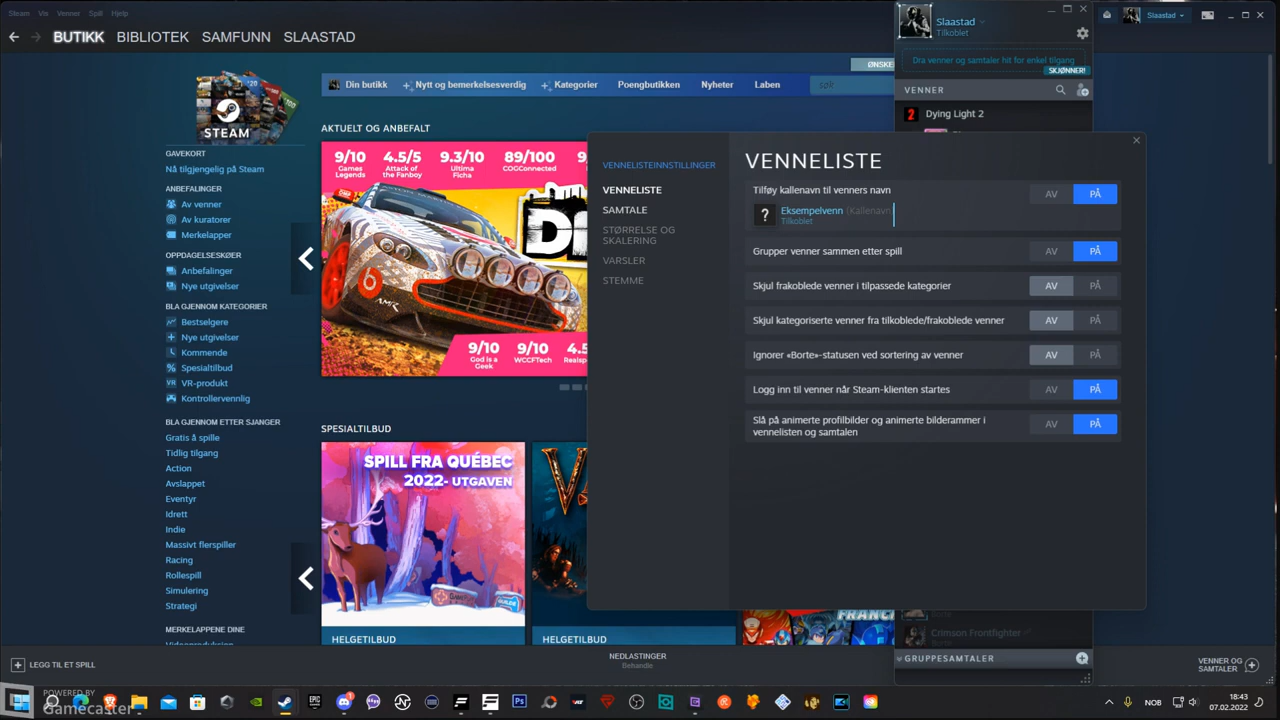 Steam Vis Venner Spill Hjelp
BUTIKK BIBLIOTEK SAMFUNN SLAASTAD
Slaastad
Tilkoblet
Slaastad
Dra venner og samtaler hit for enkel tilgang
SKJØNNER!
VENNER
Dying Light 2
ØNSKE
Din butikk Nytt og bemerkelsesverdig Kategorier Poengbutikken Nyheter Laben søk
STEAM
GAVEKORT
Nå tilgjengelig på Steam
ANBEFALINGER
Av venner
Av kuratorer
Merkelapper
OPPDAGELSESKØER
Anbefalinger
Nye utgivelser
BLA GJENNOM KATEGORIER
Bestselgere
Nye utgivelser
Kommende
Spesialtilbud
VR VR-produkt
Kontrollervennlig
BLA GJENNOM ETTER SJANGER
Gratis å spille
Tidlig tilgang
Action
Avslappet
Eventyr
Idrett
Indie
Massivt flerspiller
Racing
Rollespill
Simulering
Strategi
MERKELAPPENE DINE
AKTUELT OG ANBEFALT
9/10 4.5/5 9.3/10 89/100
Games Legends
Attack of the Fanboy
Ultima Ficha
COGConnected
6
9/10 9/10 4.5
God is a Geek
WCCFTech
SPESIALTILBUD
SPILL FRA QUÉBEC
2022- UTGAVEN
HELGETILBUD
HELGETILBUD
VENNELISTEINNSTILLINGER
VENNELISTE
SAMTALE
STØRRELSE OG
SKALERING
VARSLER
STEMME
VENNELISTE
Tilføy kallenavn til venners navn AV PÅ
? Eksempelvenn (Kallenavn
Tilkoblet
Grupper venner sammen etter spill AV PÅ
Skjul frakoblede venner i tilpassede kategorier AV PÅ
Skjul kategoriserte venner fra tilkoblede/frakoblede venner AV PÅ
Ignorer «Borte»-statusen ved sortering av venner AV PÅ
Logg inn til venner når Steam-klienten startes AV PÅ
Slå på animerte profilbilder og animerte bilderammer i
vennelisten og samtalen AV PÅ
Crimson Frontfighter
GRUPPESAMTALER
LEGG TIL ET SPILL
NEDLASTINGER
Behandle
VENNER OG
SAMTALER
POWERED BY
Gamecaster
NOB
18:43
07.02.2022